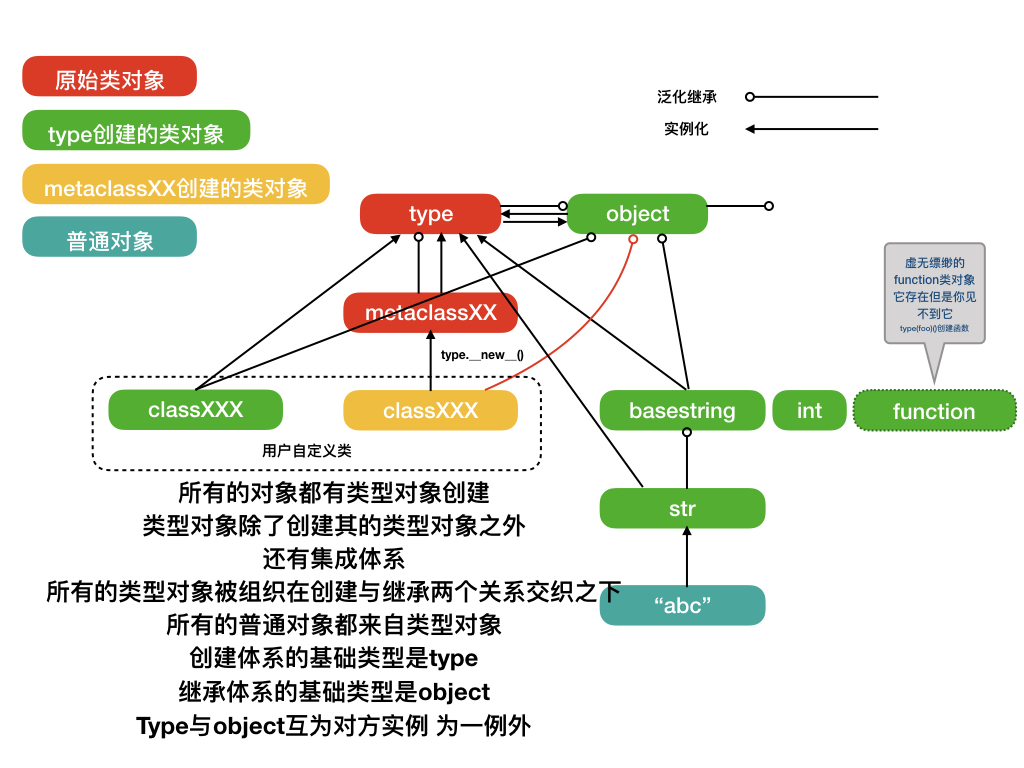 原始类对象
type创建的类对象
metaclassXX创建的类对象
普通对象
泛化继承
实例化
type
object
metaclassXX
type.__new__()
classXXX
classXXX
用户自定义类
basestring
int
function
虚无缥缈的
function类对象
它存在但是你见
不到它
type(foo)()创建函数
str
“abc”
所有的对象都有类型对象创建
类型对象除了创建其的类型对象之外
还有集成体系
所有的类型对象被组织在创建与继承两个关系交织之下
所有的普通对象都来自类型对象
创建体系的基础类型是type
继承体系的基础类型是object
Type与object互为对方实例 为一例外